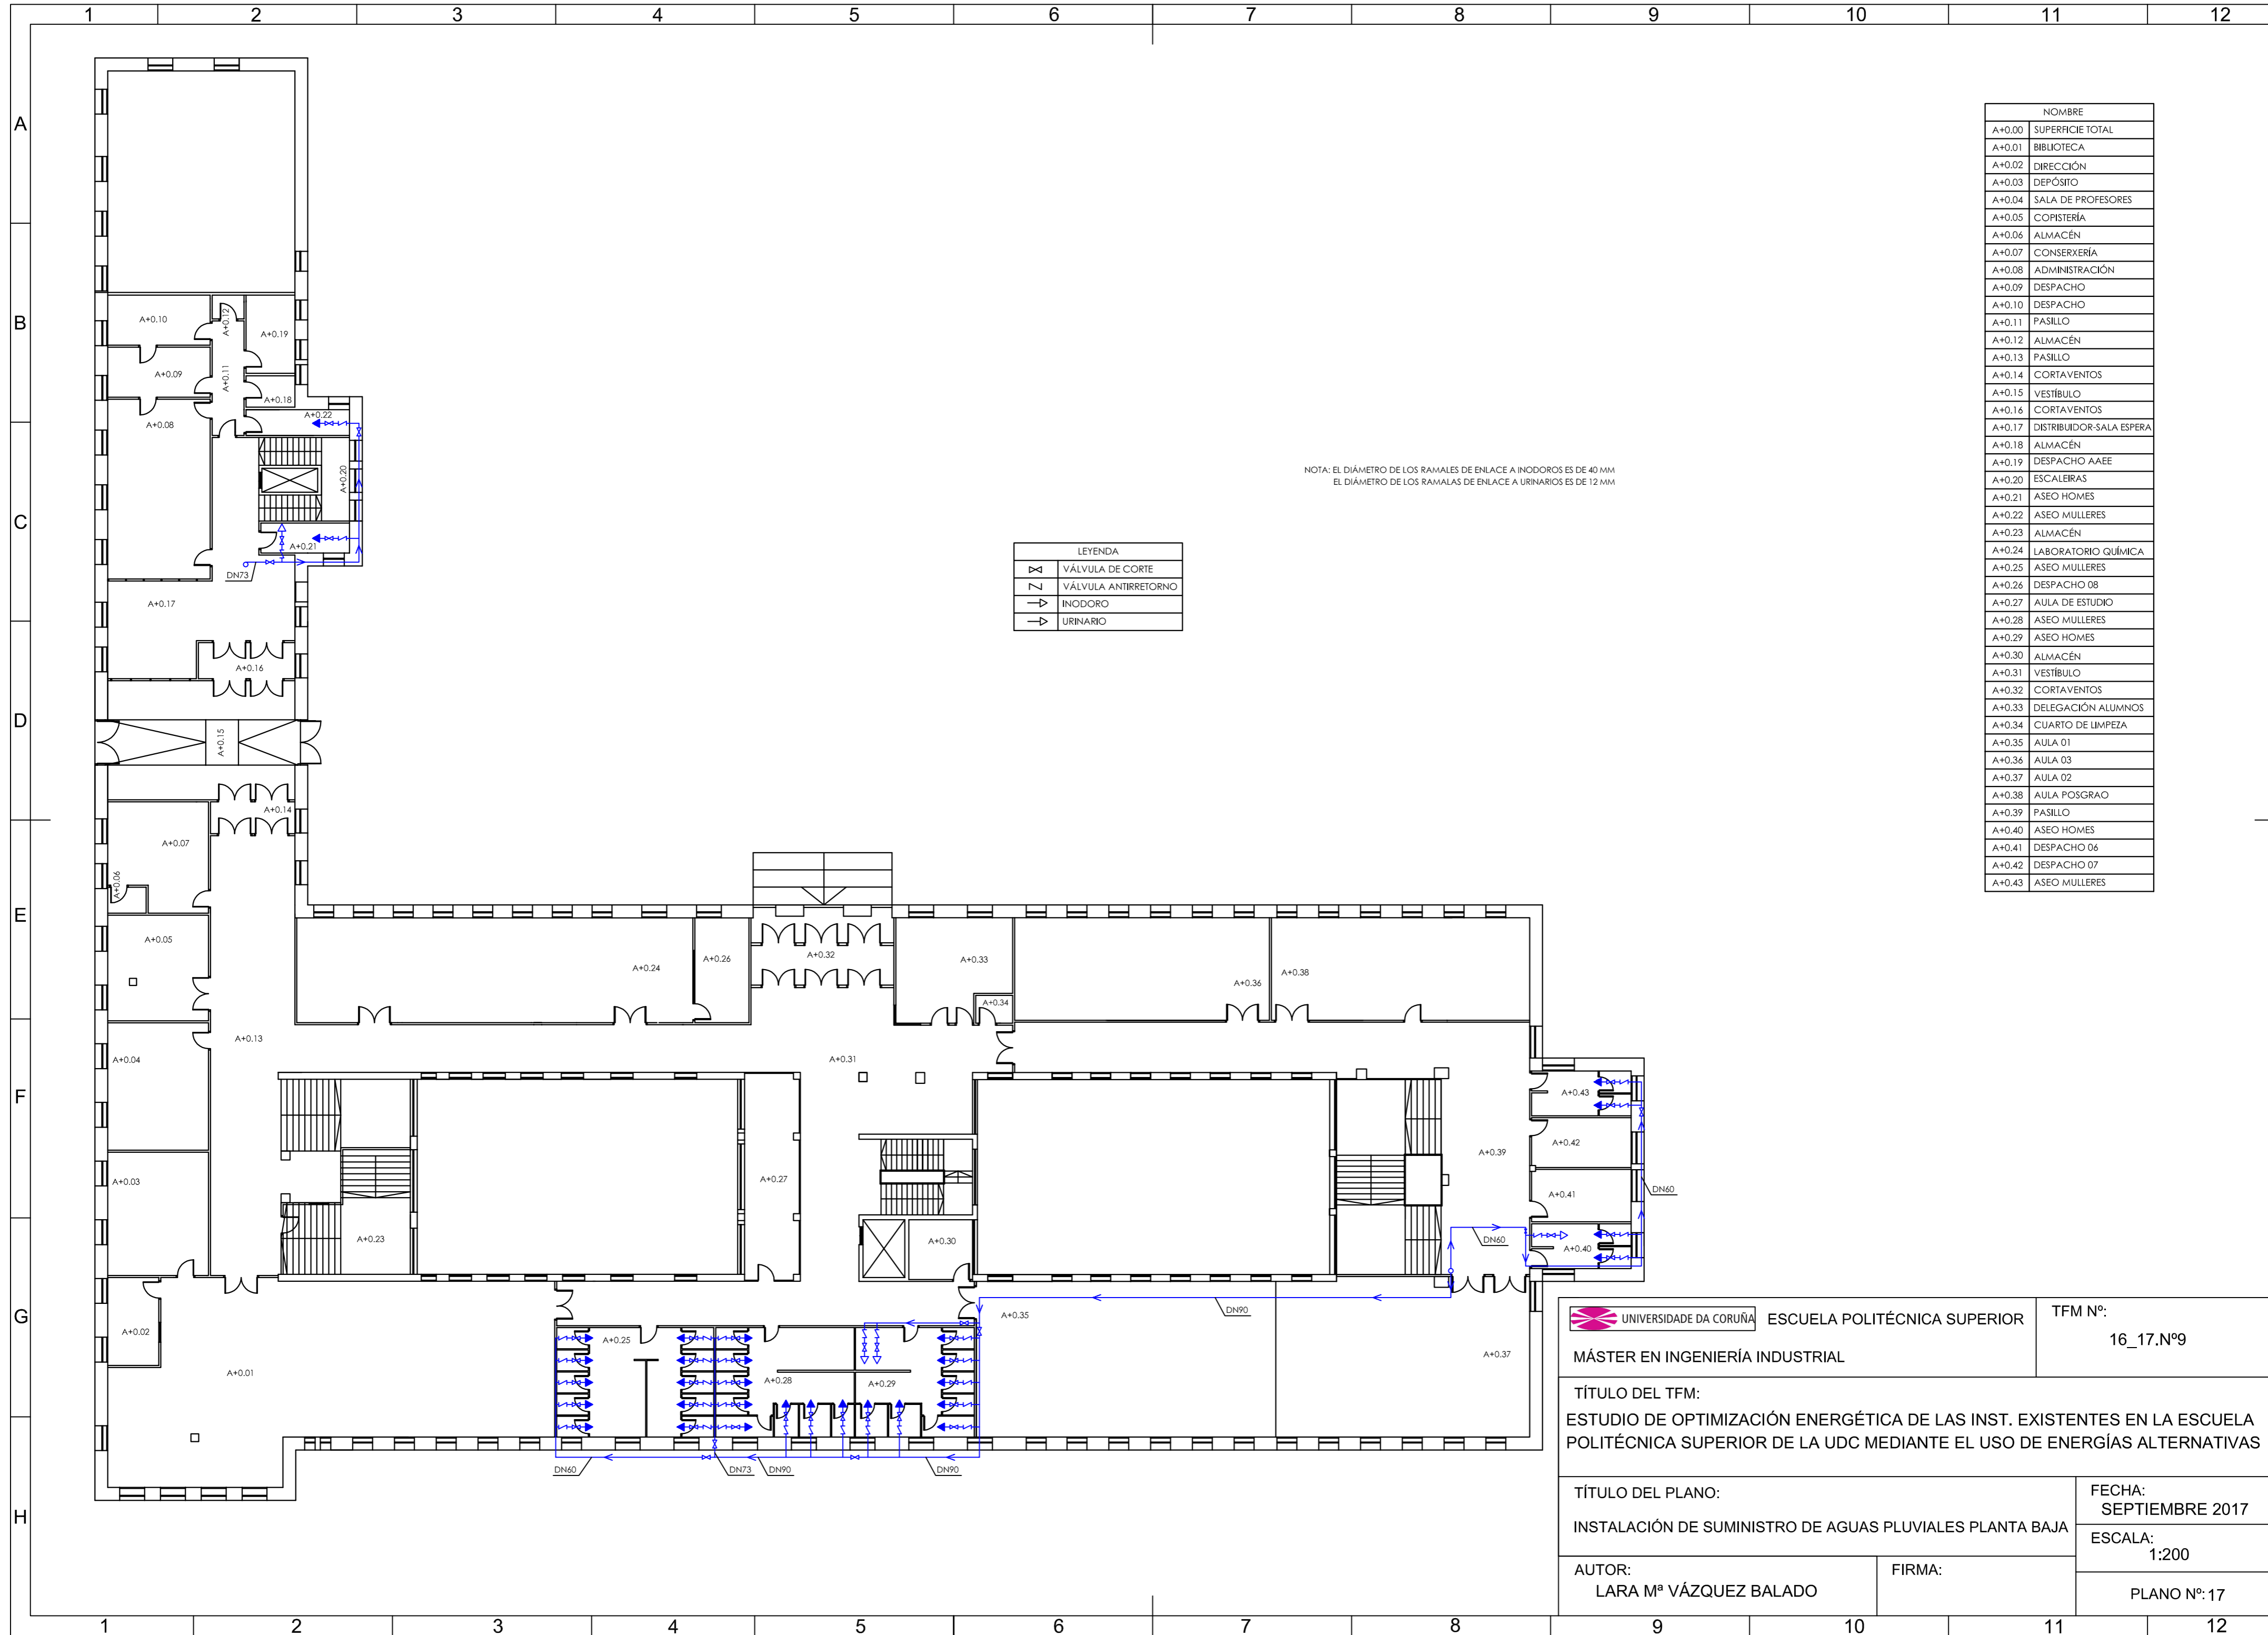 1 2 3 4 5 6 7 8 9 10 11 12
A
B
C
D
E
F
G
H
NOMBRE
A+0.00 SUPERFICIE TOTAL
A+0.01 BIBLIOTECA
A+0.02 DIRECCIÓN
A+0.03 DEPÓSITO
A+0.04 SALA DE PROFESORES
A+0.05 COPISTERÍA
A+0.06 ALMACÉN
A+0.07 CONSERXERÍA
A+0.08 ADMINISTRACIÓN
A+0.09 DESPACHO
A+0.10 DESPACHO
A+0.11 PASILLO
A+0.12 ALMACÉN
A+0.13 PASILLO
A+0.14 CORTAVENTOS
A+0.15 VESTÍBULO
A+0.16 CORTAVENTOS
A+0.17 DISTRIBUIDOR-SALA ESPERA
A+0.18 ALMACÉN
A+0.19 DESPACHO AAEE
A+0.20 ESCALEIRAS
A+0.21 ASEO HOMES
A+0.22 ASEO MULLERES
A+0.23 ALMACÉN
A+0.24 LABORATORIO QUÍMICA
A+0.25 ASEO MULLERES
A+0.26 DESPACHO 08
A+0.27 AULA DE ESTUDIO
A+0.28 ASEO MULLERES
A+0.29 ASEO HOMES
A+0.30 ALMACÉN
A+0.31 VESTÍBULO
A+0.32 CORTAVENTOS
A+0.33 DELEGACIÓN ALUMNOS
A+0.34 CUARTO DE LIMPEZA
A+0.35 AULA 01
A+0.36 AULA 03
A+0.37 AULA 02
A+0.38 AULA POSGRAO
A+0.39 PASILLO
A+0.40 ASEO HOMES
A+0.41 DESPACHO 06
A+0.42 DESPACHO 07
A+0.43 ASEO MULLERES
NOTA: EL DIÁMETRO DE LOS RAMALES DE ENLACE A INODOROS ES DE 40 MM
EL DIÁMETRO DE LOS RAMALAS DE ENLACE A URINARIOS ES DE 12 MM
LEYENDA
VÁLVULA DE CORTE
VÁLVULA ANTIRRETORNO
INODORO
URINARIO
A+0.10
A+0.12
A+0.19
A+0.09
A+0.11
A+0.18
A+0.22
A+0.08
A+0.20
A+0.21
DN73
A+0.17
A+0.16
A+0.15
A+0.14
A+0.07
A+0.06
A+0.05
A+0.24
A+0.26
A+0.32
A+0.33
A+0.34
A+0.36
A+0.38
A+0.13
A+0.04
A+0.31
A+0.43
A+0.42
A+0.39
A+0.03
A+0.27
A+0.41
DN60
A+0.23
A+0.30
DN60
A+0.40
A+0.02
A+0.25
A+0.35
DN90
A+0.37
A+0.01
A+0.28
A+0.29
DN60
DN73
DN90
DN90
UNIVERSIDADE DA CORUÑA
ESCUELA POLITÉCNICA SUPERIOR
MÁSTER EN INGENIERÍA INDUSTRIAL
TFM Nº:
16_17.Nº9
TÍTULO DEL TFM:
ESTUDIO DE OPTIMIZACIÓN ENERGÉTICA DE LAS INST. EXISTENTES EN LA ESCUELA
POLITÉCNICA SUPERIOR DE LA UDC MEDIANTE EL USO DE ENERGÍAS ALTERNATIVAS
TÍTULO DEL PLANO:
INSTALACIÓN DE SUMINISTRO DE AGUAS PLUVIALES PLANTA BAJA
FECHA:
SEPTIEMBRE 2017
ESCALA:
1:200
AUTOR:
LARA Mª VÁZQUEZ BALADO
FIRMA:
PLANO Nº: 17
1 2 3 4 5 6 7 8 9 10 11 12